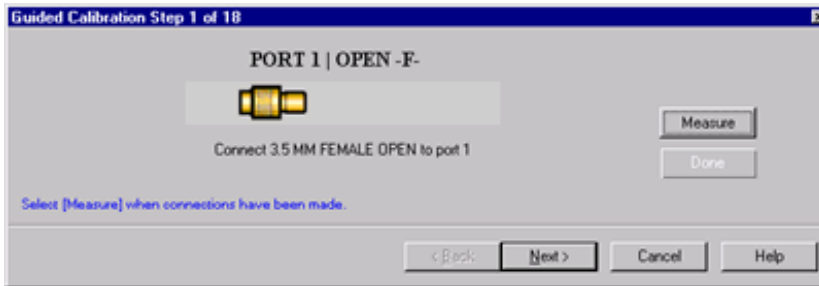 Guided Calibration Step 1 of 18
PORT 1 | OPEN -F-
Measure
Connect 3.5 MM FEMALE OPEN to port 1
Done
Select [Measure] when connections have been made.
< Back
Next >
Cancel
Help